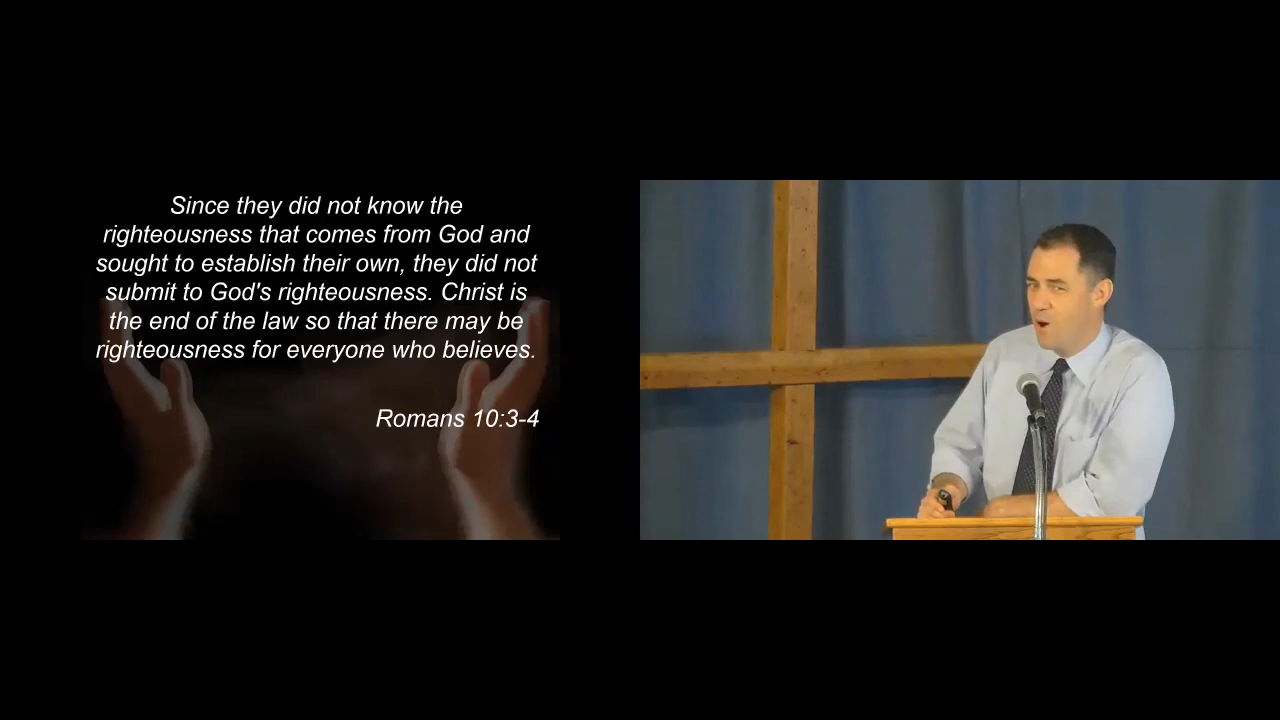 Since they did not know the
righteousness that comes from God and
sought to establish their own, they did not
submit to God's righteousness. Christ is
the end of the law so that there may be
righteousness for everyone who believes.
Romans 10:3-4